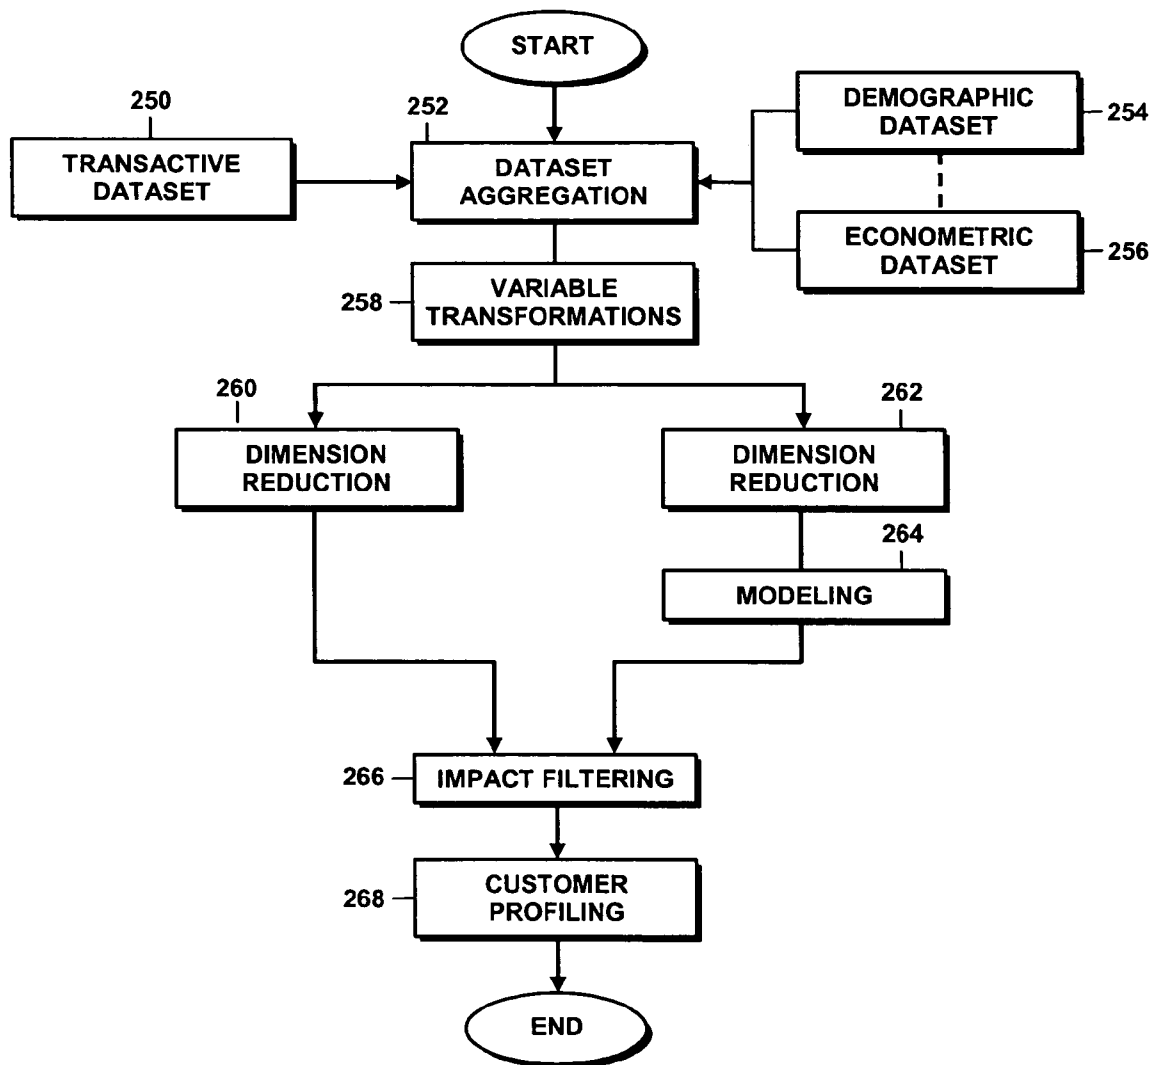 START
250
252
TRANSACTIVE
DATASET
DATASET
AGGREGATION
DEMOGRAPHIC
DATASET
254
ECONOMETRIC
DATASET
256
258
VARIABLE
TRANSFORMATIONS
260
262
DIMENSION
REDUCTION
DIMENSION
REDUCTION
264
MODELING
266
IMPACT FILTERING
268
CUSTOMER
PROFILING
END